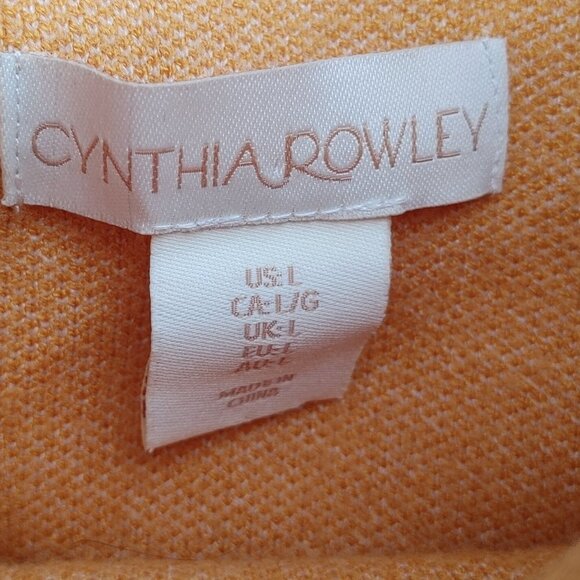 CYNTHIA ROWLEY
US: L
CA: L/G
UK: L
EU: L
AU: L
MADE IN
CHINA